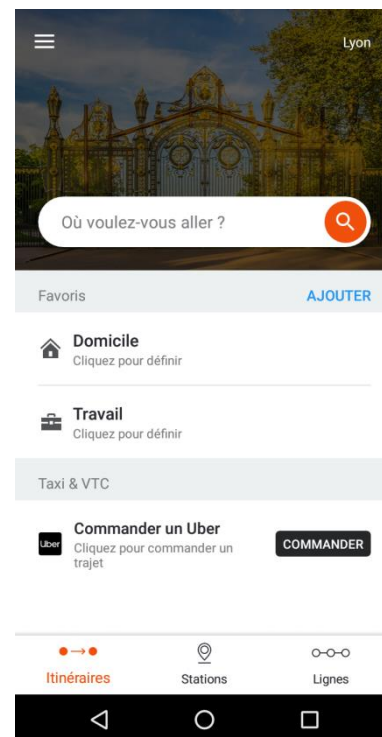 Lyon
Où voulez-vous aller ?
Favoris
AJOUTER
Domicile
Cliquez pour définir
Travail
Cliquez pour définir
Taxi & VTC
Uber
Commander un Uber
Cliquez pour commander un
trajet
COMMANDER
Itinéraires
Stations
Lignes